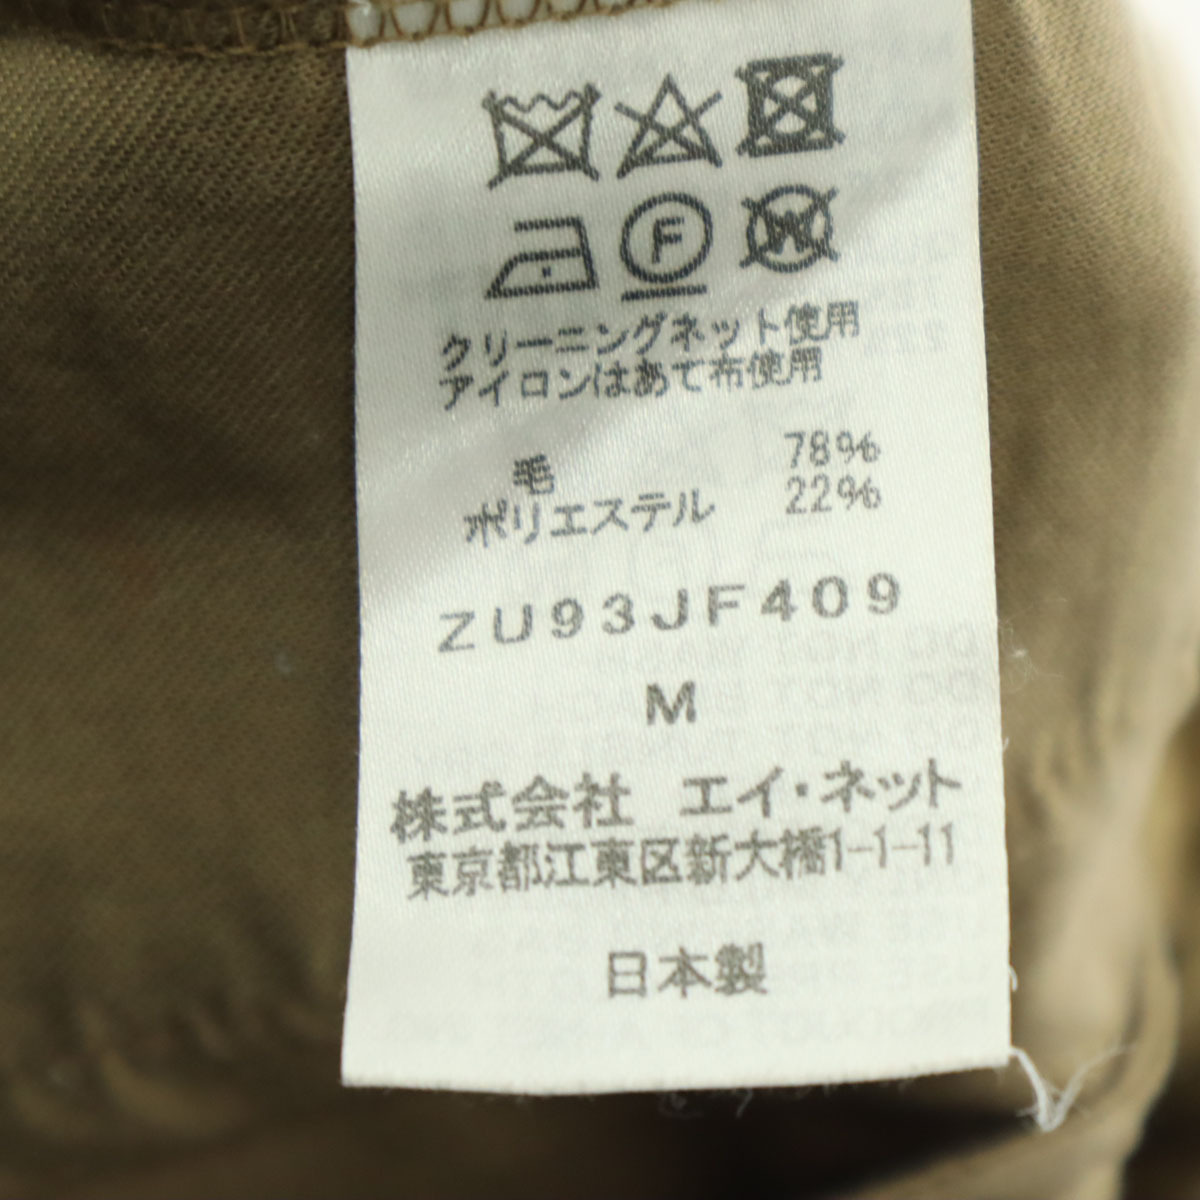 F W
クリーニングネット使用
アイロンはあて布使用
毛 78%
ポリエステル 22%
ZU93JF409
M
株式会社 エイ・ネット
東京都江東区新大橋1-1-11
日本製